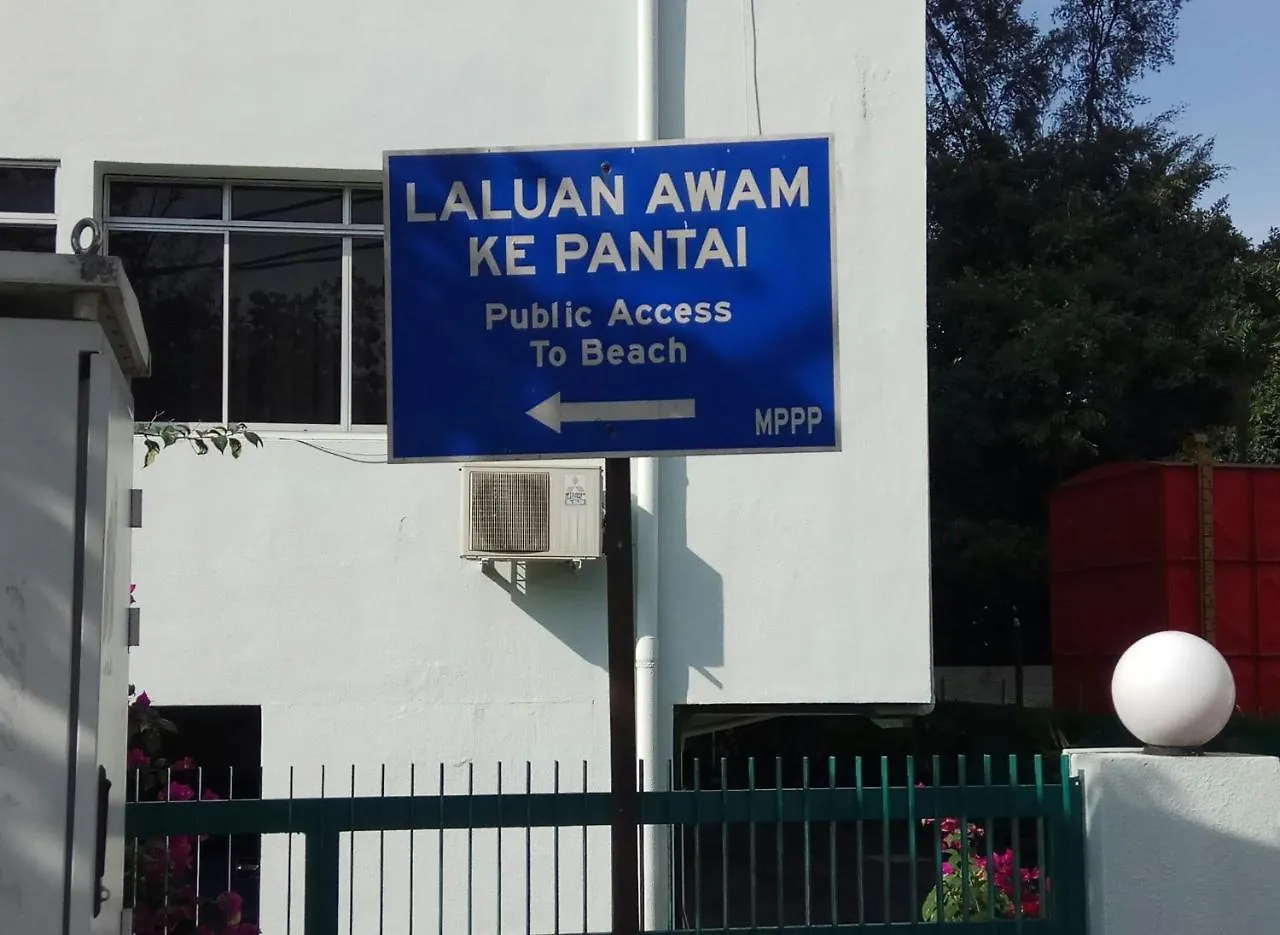 LALUAN AWAM
KE PANTAI
Public Access
To Beach
MPPP